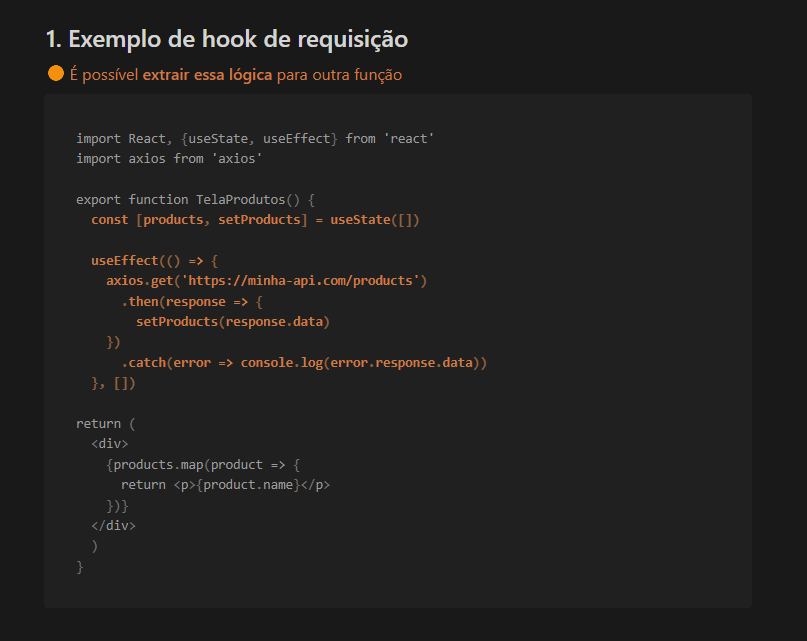 1. Exemplo de hook de requisição
É possível extrair essa lógica para outra função
import React, {useState, useEffect} from 'react'
import axios from 'axios'
export function TelaProdutos() {
const [products, setProducts] = useState([])
useEffect(() => {
axios.get('https://minha-api.com/products')
.then(response => {
setProducts(response.data)
})
.catch(error => console.log(error.response.data))
}, [])
return (
<div>
{products.map(product => {
return <p>{product.name}</p>
})}
</div>
)
}